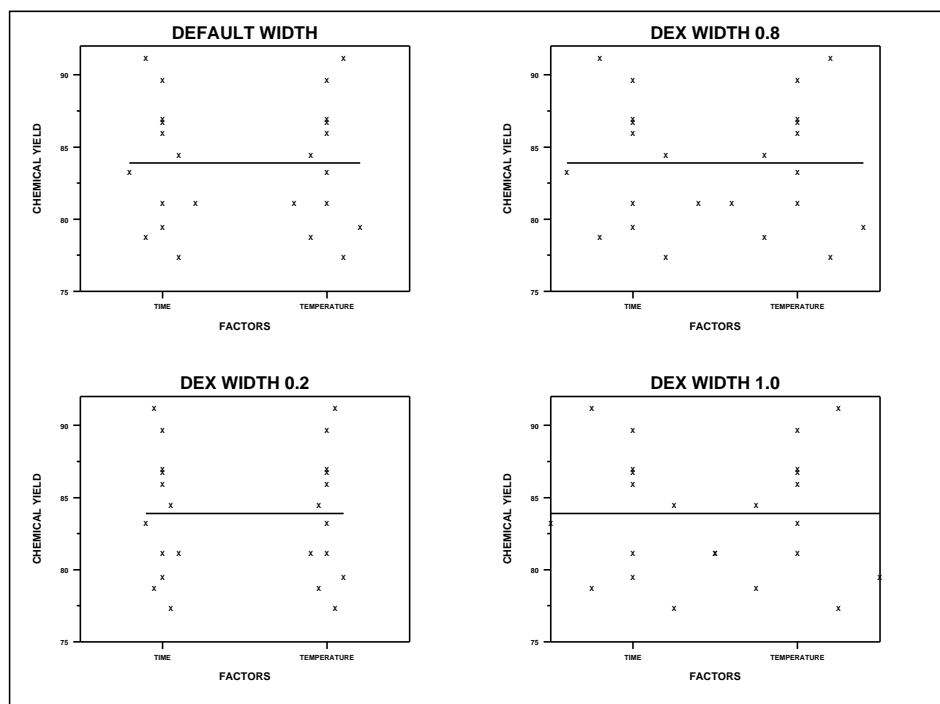 DEFAULT WIDTH
CHEMICAL YIELD
90
85
80
75
TIME
TEMPERATURE
FACTORS
DEX WIDTH 0.8
CHEMICAL YIELD
90
85
80
75
TIME
TEMPERATURE
FACTORS
DEX WIDTH 0.2
CHEMICAL YIELD
90
85
80
75
TIME
TEMPERATURE
FACTORS
DEX WIDTH 1.0
CHEMICAL YIELD
90
85
80
75
TIME
TEMPERATURE
FACTORS